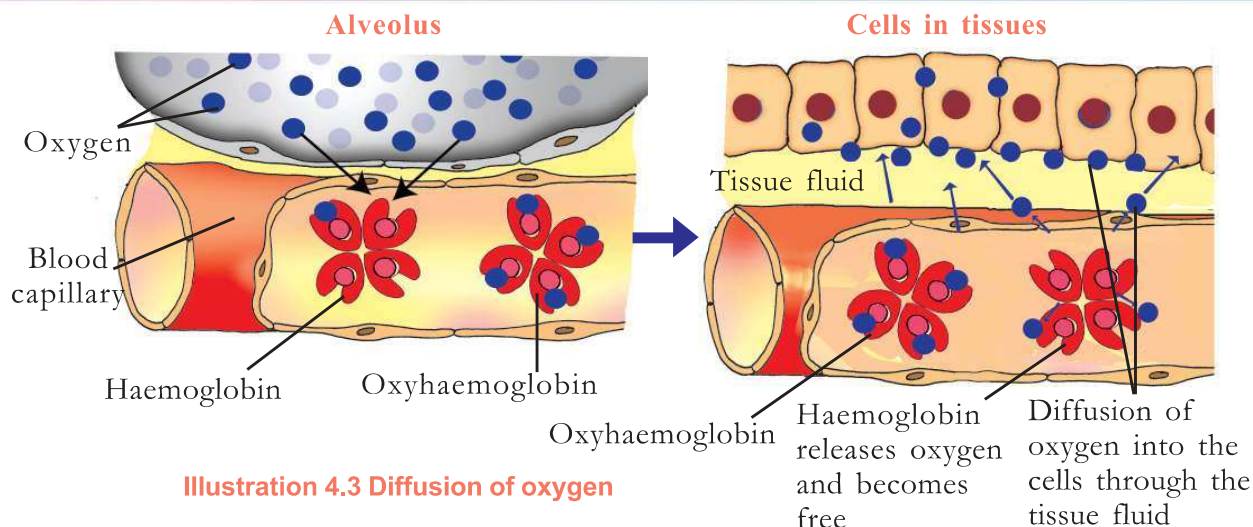 Alveolus
Cells in tissues
Oxygen
Tissue fluid
Blood
capillary
Haemoglobin
Oxyhaemoglobin
Oxyhaemoglobin
Haemoglobin
releases oxygen
and becomes
free
Diffusion of
oxygen into the
cells through the
tissue fluid
Illustration 4.3 Diffusion of oxygen